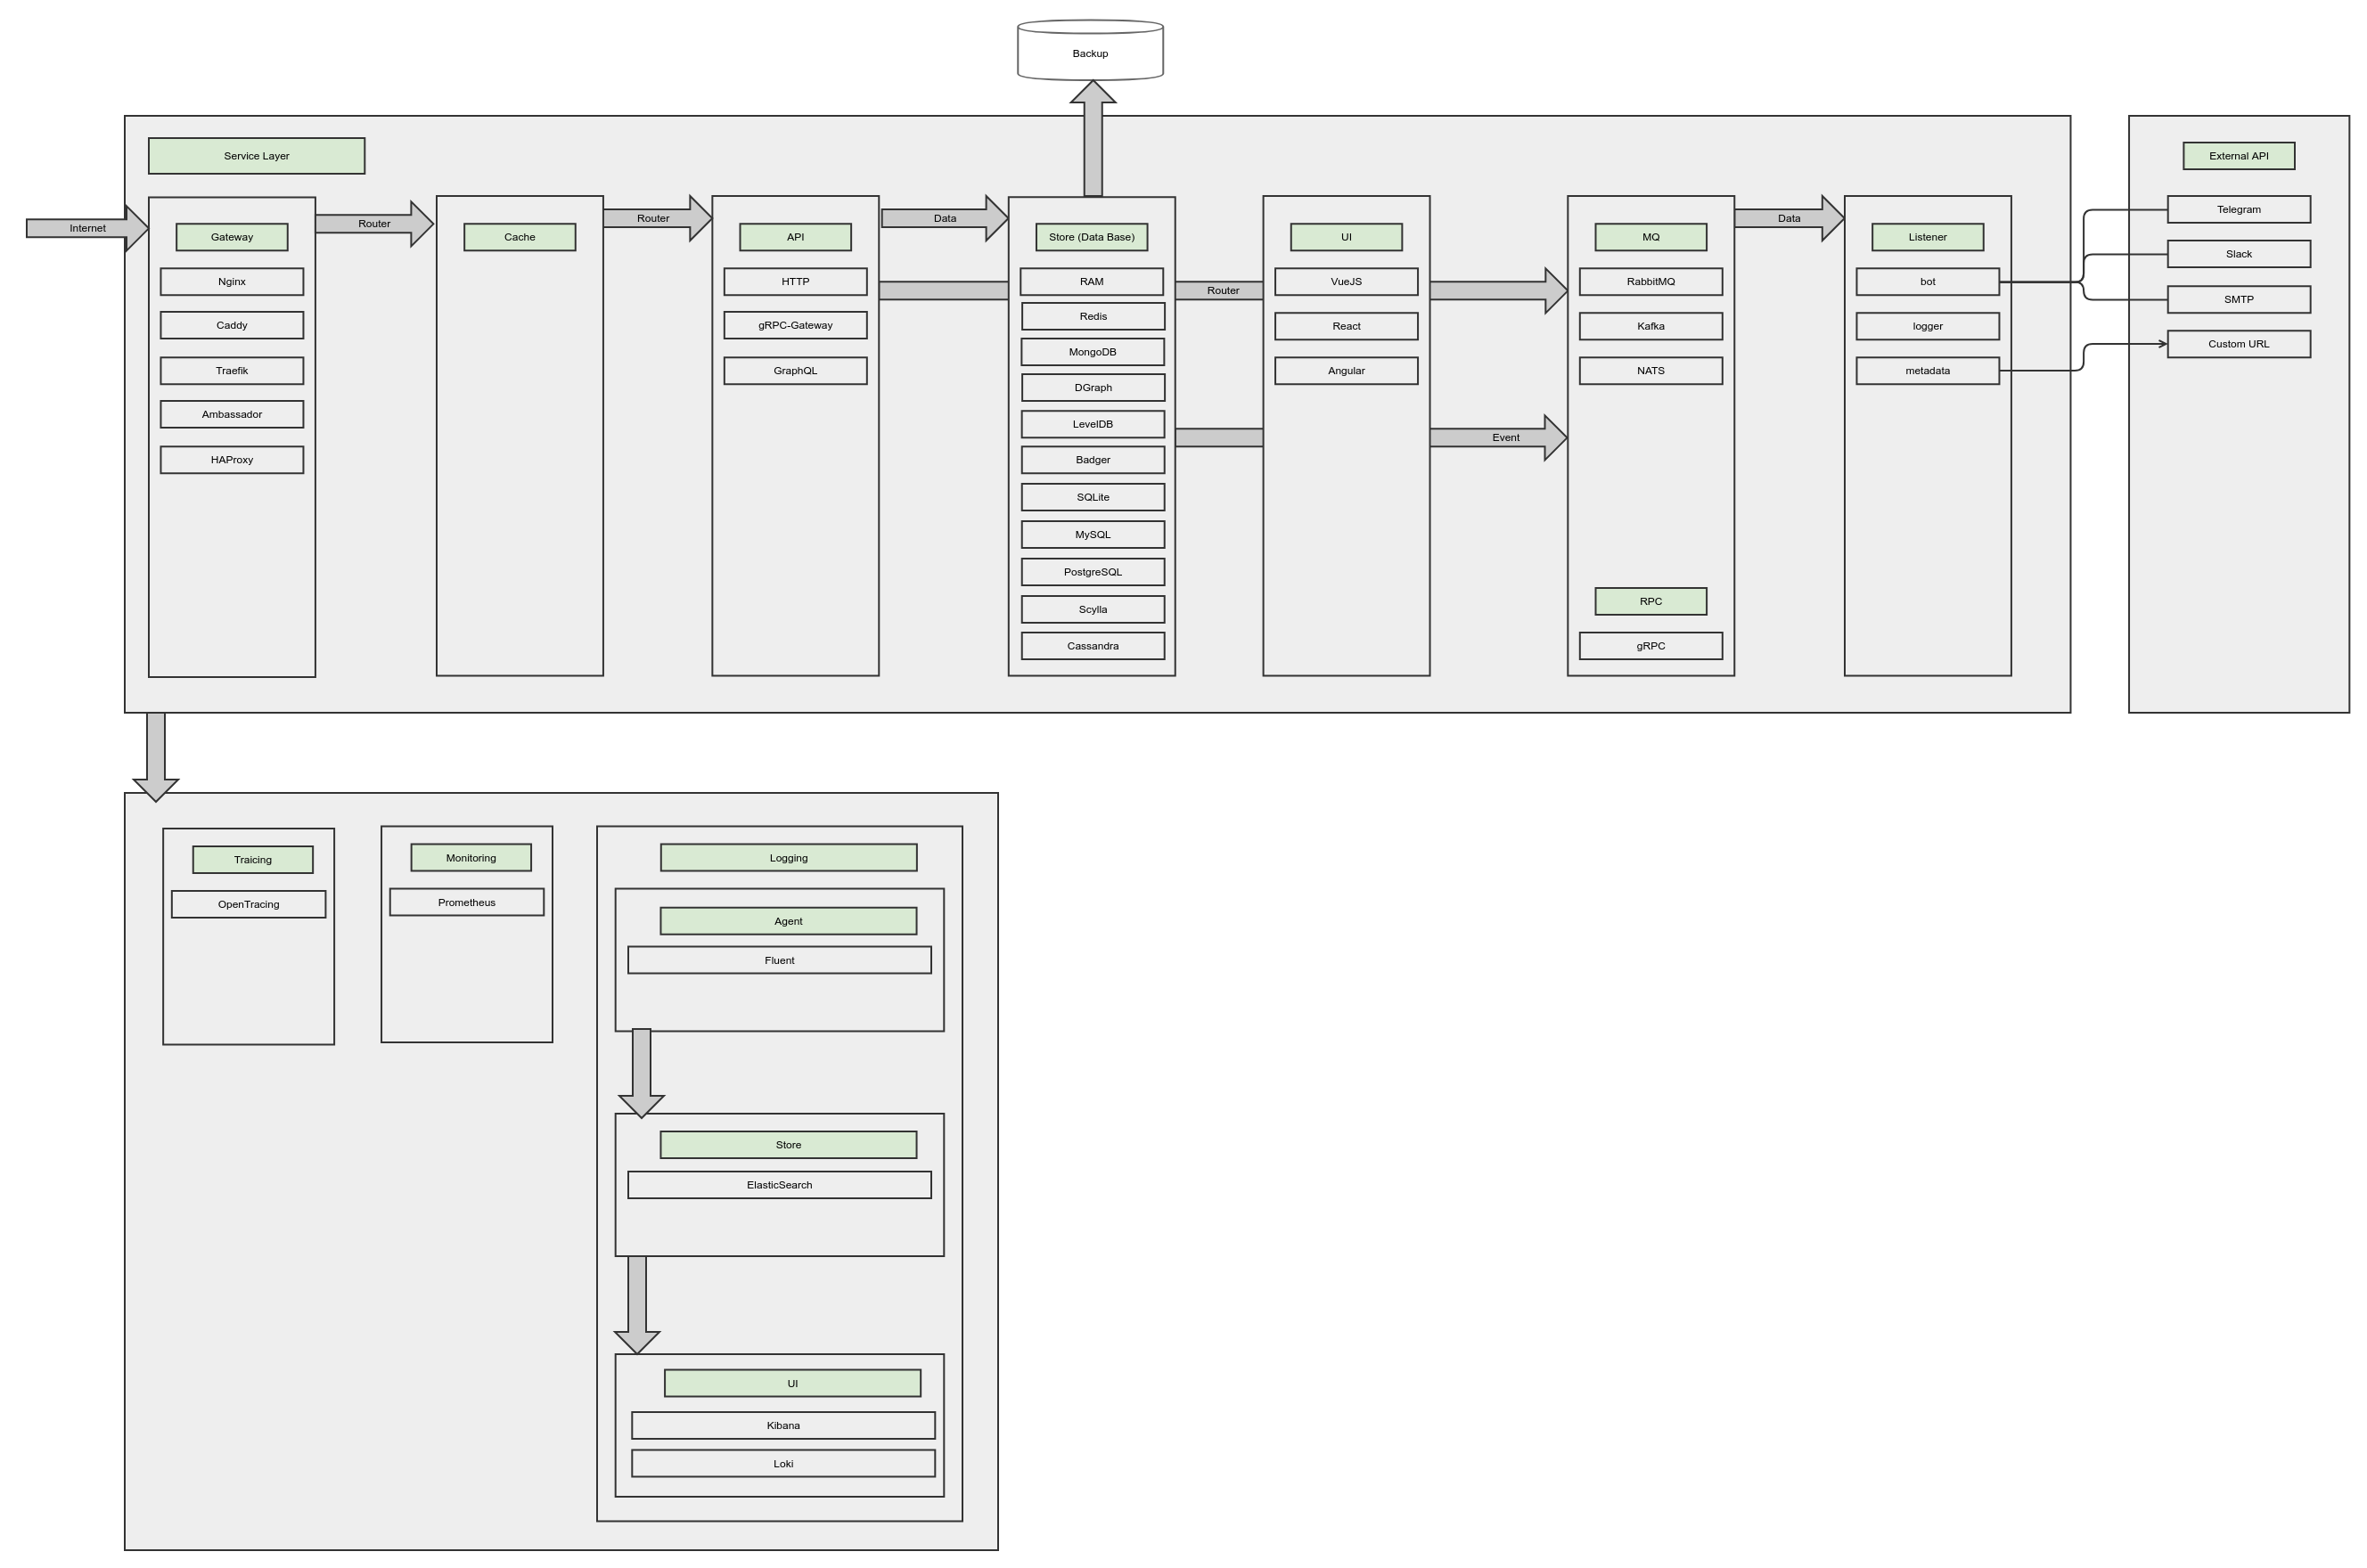 Backup
Service Layer
External API
Internet
Router
Router
Data
Data
Gateway
Nginx
Caddy
Traefik
Ambassador
HAProxy
Cache
API
HTTP
gRPC-Gateway
GraphQL
Store (Data Base)
RAM
Redis
MongoDB
DGraph
LevelDB
Badger
SQLite
MySQL
PostgreSQL
Scylla
Cassandra
Router
UI
VueJS
React
Angular
Event
MQ
RabbitMQ
Kafka
NATS
RPC
gRPC
Listener
bot
logger
metadata
Telegram
Slack
SMTP
Custom URL
Traicing
OpenTracing
Monitoring
Prometheus
Logging
Agent
Fluent
Store
ElasticSearch
UI
Kibana
Loki